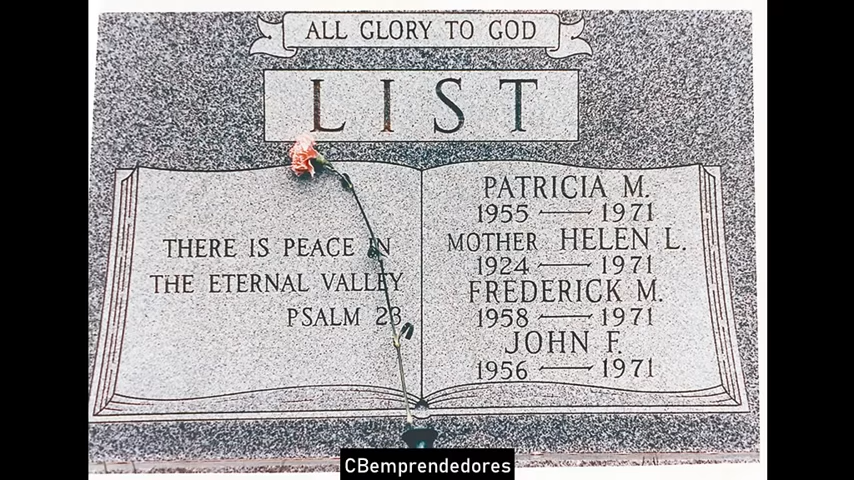 ALL GLORY TO GOD
LIST
THERE IS PEACE IN
THE ETERNAL VALLEY
PSALM 23
PATRICIA M.
1955 — 1971
MOTHER HELEN L.
1924 — 1971
FREDERICK M.
1958 — 1971
JOHN F.
1956 — 1971
CBemprendedores